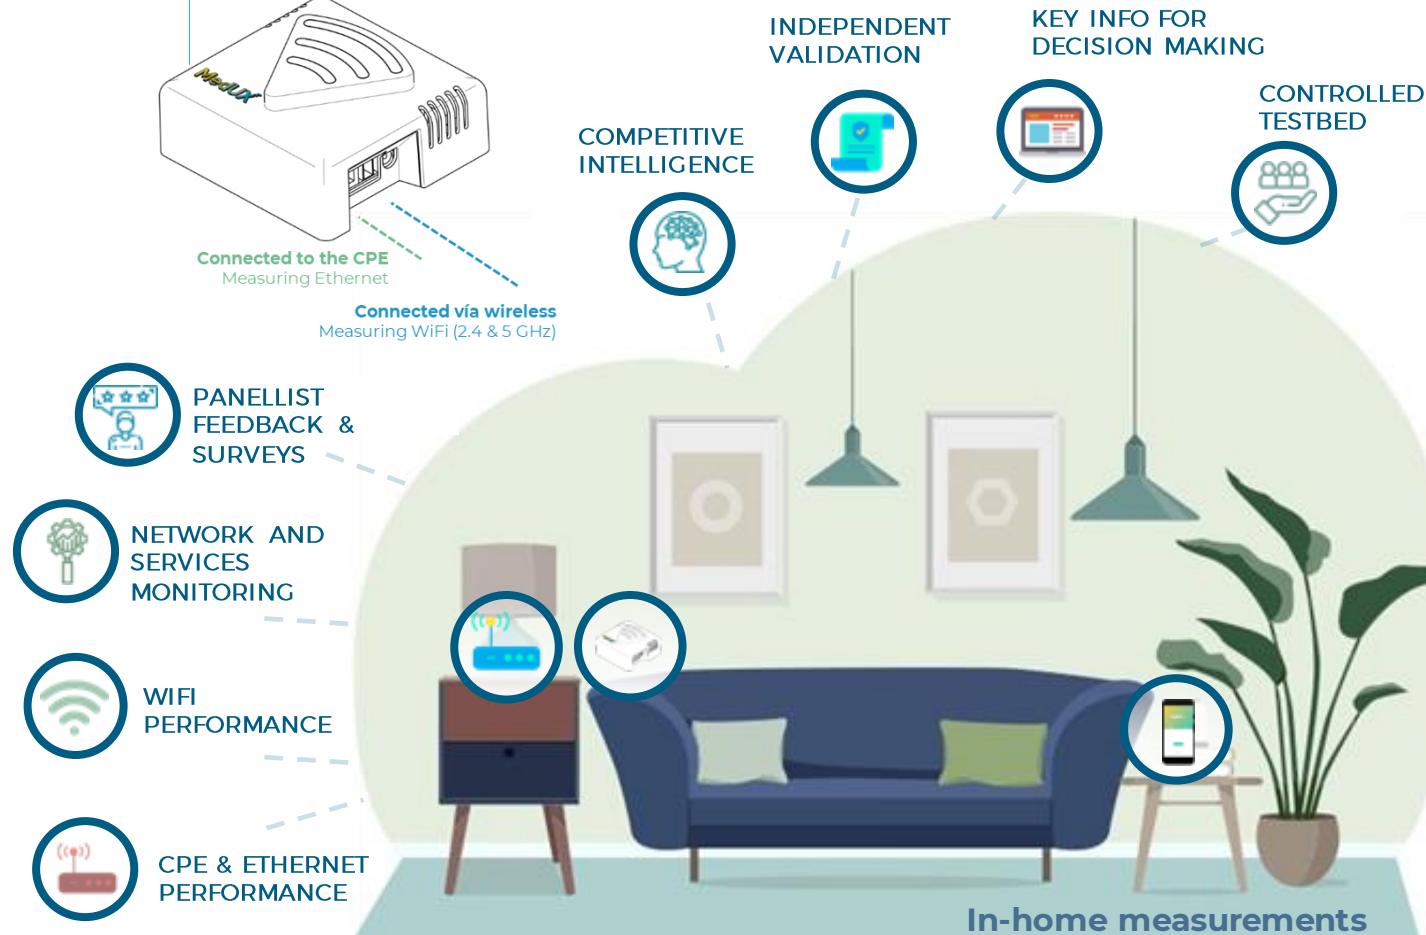 MedUX
Connected to the CPE
Measuring Ethernet
Connected vía wireless
Measuring WiFi (2.4 & 5 GHz)
COMPETITIVE
INTELLIGENCE
INDEPENDENT
VALIDATION
KEY INFO FOR
DECISION MAKING
CONTROLLED
TESTBED
PANELLIST
FEEDBACK &
SURVEYS
NETWORK AND
SERVICES
MONITORING
WIFI
PERFORMANCE
CPE & ETHERNET
PERFORMANCE
In-home measurements